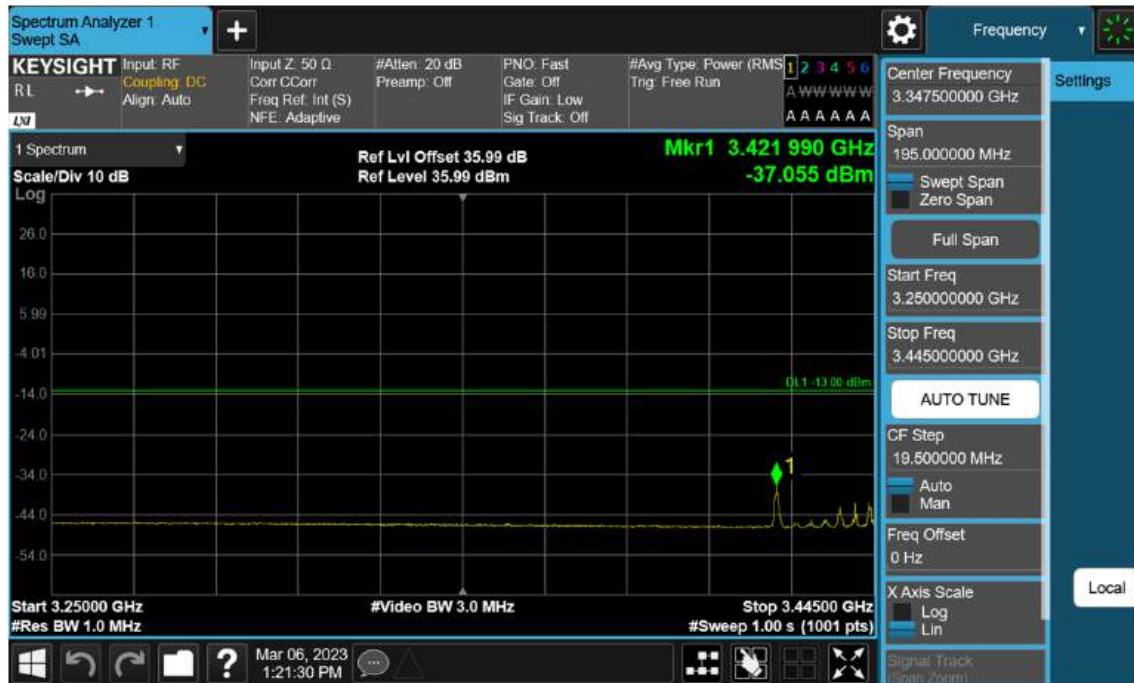 Spectrum Analyzer 1
Swept SA
+
Frequency
KEYSIGHT
RL
LXI
Input: RF
Coupling: DC
Align: Auto
Input Z: 50 Ω
Corr CCorr
Freq Ref: Int (S)
NFE: Adaptive
#Atten: 20 dB
Preamp: Off
PNO: Fast
Gate: Off
IF Gain: Low
Sig Track: Off
#Avg Type: Power (RMS
Trig: Free Run
1 2 3 4 5 6
A W W W W W
A A A A A A
Center Frequency
3.347500000 GHz
Settings
1 Spectrum
Scale/Div 10 dB
Ref Lvl Offset 35.99 dB
Ref Level 35.99 dBm
Mkr1 3.421 990 GHz
-37.055 dBm
Log
26.0
16.0
5.99
-4.01
-14.0
-24.0
-34.0
-44.0
-54.0
DL1 -13.00 dBm
1
Start 3.25000 GHz
#Res BW 1.0 MHz
#Video BW 3.0 MHz
Stop 3.44500 GHz
#Sweep 1.00 s (1001 pts)
Span
195.000000 MHz
Swept Span
Zero Span
Full Span
Start Freq
3.250000000 GHz
Stop Freq
3.445000000 GHz
AUTO TUNE
CF Step
19.500000 MHz
Auto
Man
Freq Offset
0 Hz
X Axis Scale
Log
Lin
Signal Track
(Span Zoom)
Local
?
Mar 06, 2023
1:21:30 PM